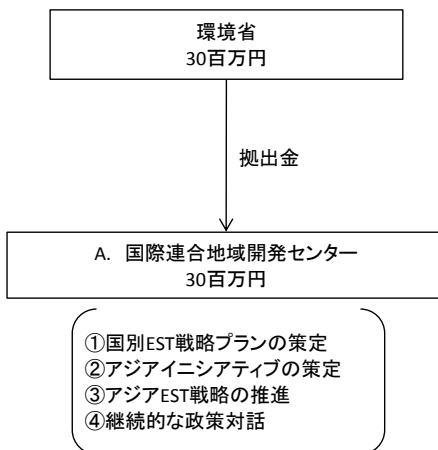 環境省
30百万円
拠出金
A. 国際連合地域開発センター
30百万円
①国別EST戦略プランの策定
②アジアイニシアティブの策定
③アジアEST戦略の推進
④継続的な政策対話